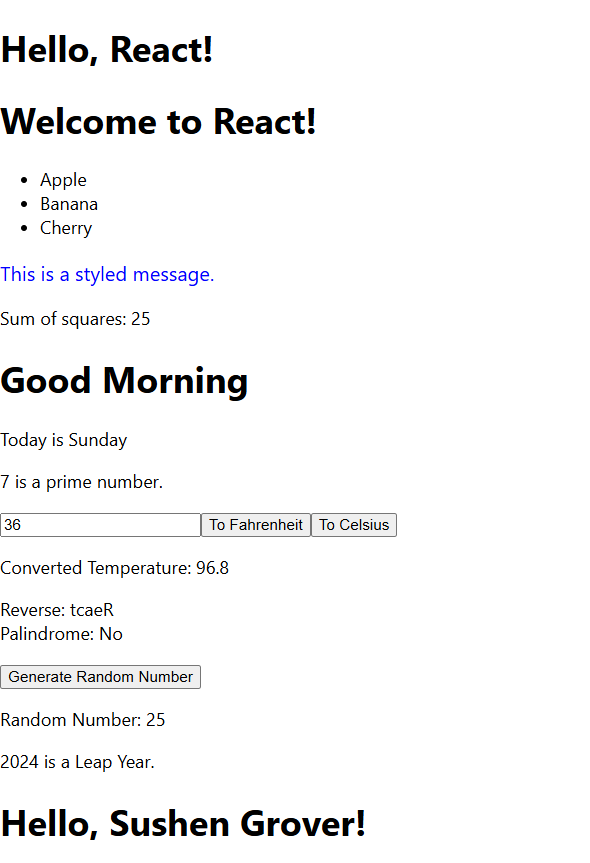 Hello, React!
Welcome to React!
Apple
Banana
Cherry
This is a styled message.
Sum of squares: 25
Good Morning
Today is Sunday
7 is a prime number.
36 To Fahrenheit To Celsius
Converted Temperature: 96.8
Reverse: tcaeR
Palindrome: No
Generate Random Number
Random Number: 25
2024 is a Leap Year.
Hello, Sushen Grover!